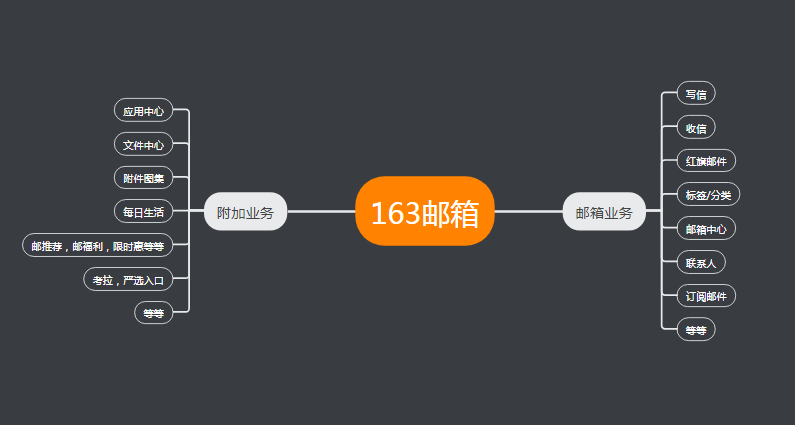 163邮箱
附加业务
应用中心
文件中心
附件图集
每日生活
邮推荐，邮福利，限时惠等等
考拉，严选入口
等等
邮箱业务
写信
收信
红旗邮件
标签/分类
邮箱中心
联系人
订阅邮件
等等